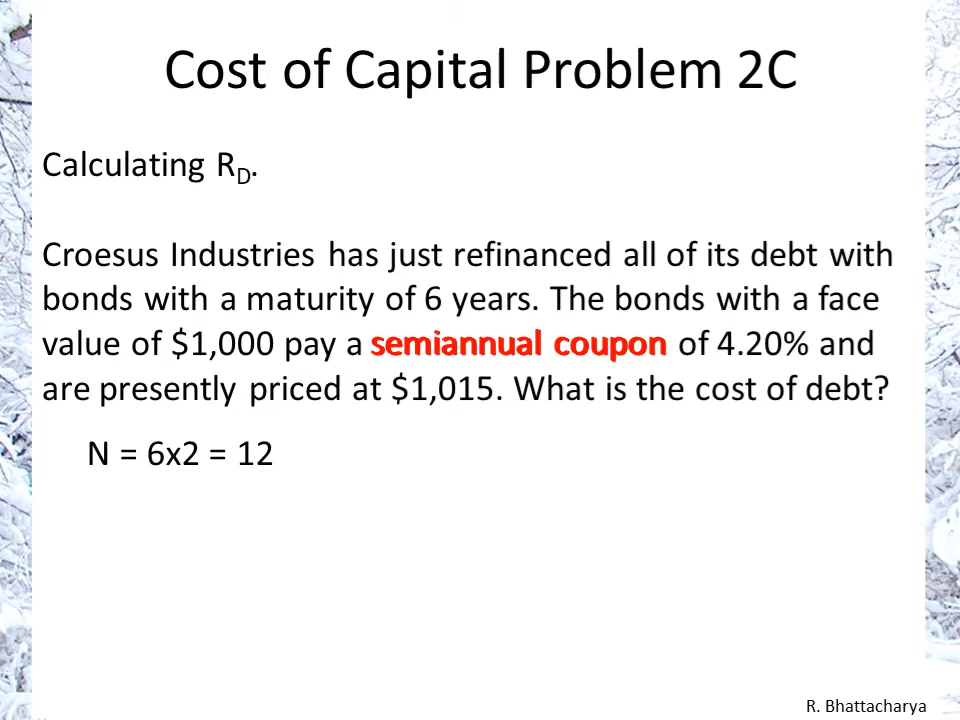 Cost of Capital Problem 2C
Calculating R_D.
Croesus Industries has just refinanced all of its debt with
bonds with a maturity of 6 years. The bonds with a face
value of $1,000 pay a semiannual coupon of 4.20% and
are presently priced at $1,015. What is the cost of debt?
N = 6x2 = 12
R. Bhattacharya